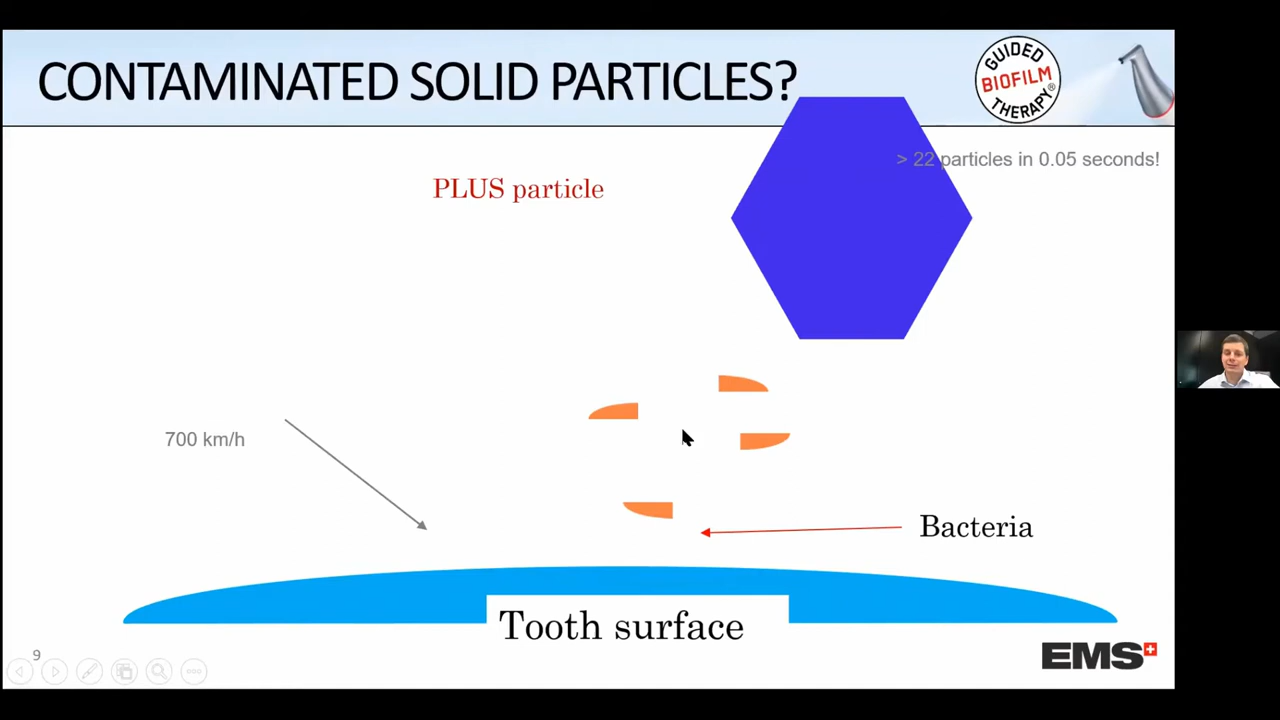 CONTAMINATED SOLID PARTICLES?
GUIDED
BIOFILM
THERAPY®
> 22 particles in 0.05 seconds!
PLUS particle
700 km/h
Bacteria
Tooth surface
9
EMS